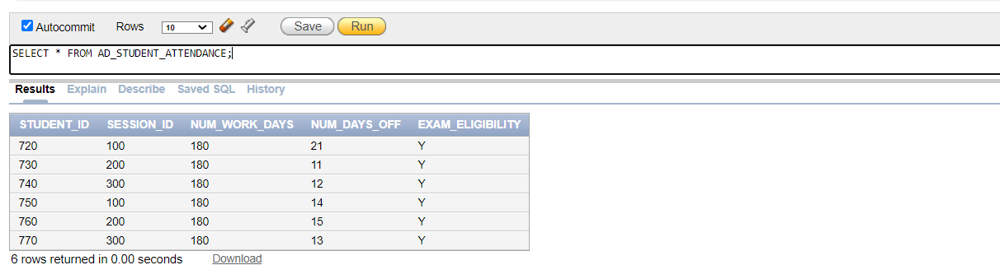 Autocommit Rows 10 Save Run
SELECT * FROM AD_STUDENT_ATTENDANCE;
Results Explain Describe Saved SQL History
STUDENT_ID SESSION_ID NUM_WORK_DAYS NUM_DAYS_OFF EXAM_ELIGIBILITY
720 100 180 21 Y
730 200 180 11 Y
740 300 180 12 Y
750 100 180 14 Y
760 200 180 15 Y
770 300 180 13 Y
6 rows returned in 0.00 seconds Download